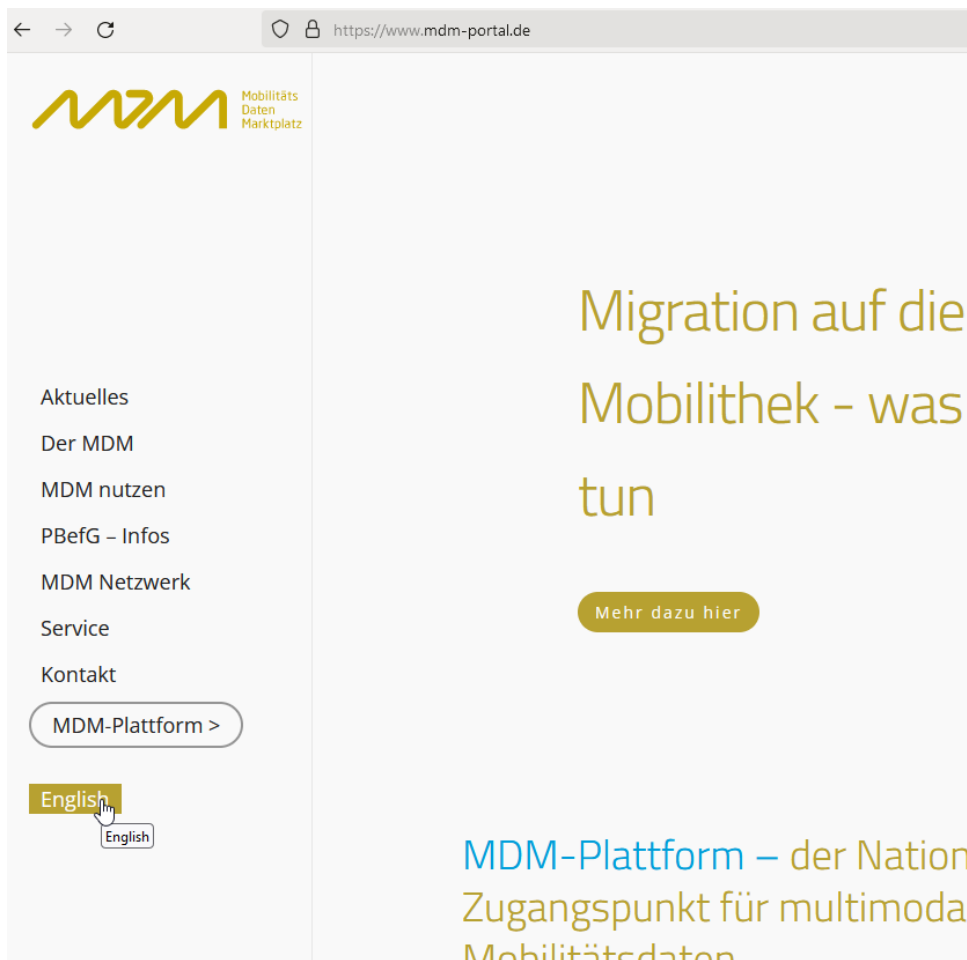 https://www.mdm-portal.de
MDM
Mobilitäts
Daten
Marktplatz
Migration auf die
Mobilithek - was
tun
Mehr dazu hier
Aktuelles
Der MDM
MDM nutzen
PBefG – Infos
MDM Netzwerk
Service
Kontakt
MDM-Plattform >
English
English
MDM-Plattform – der Nation
Zugangspunkt für multimoda
Mobilitätsdaten